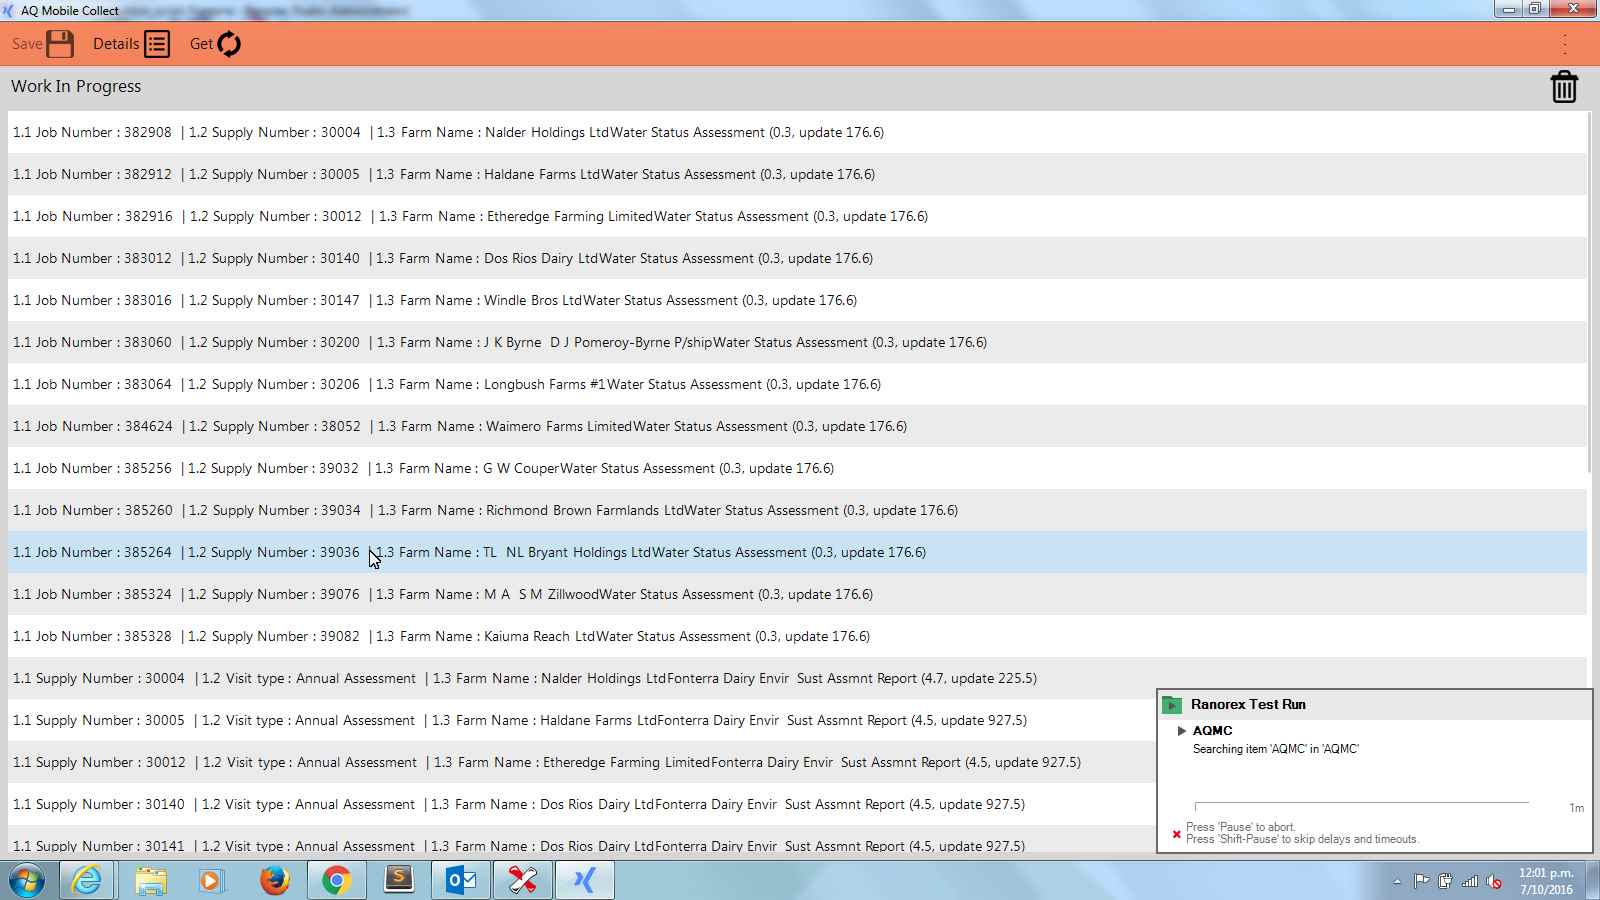 AQ Mobile Collect
Save Details Get
Work In Progress
1.1 Job Number : 382908 | 1.2 Supply Number : 30004 | 1.3 Farm Name : Nalder Holdings LtdWater Status Assessment (0.3, update 176.6)
1.1 Job Number : 382912 | 1.2 Supply Number : 30005 | 1.3 Farm Name : Haldane Farms LtdWater Status Assessment (0.3, update 176.6)
1.1 Job Number : 382916 | 1.2 Supply Number : 30012 | 1.3 Farm Name : Etheredge Farming LimitedWater Status Assessment (0.3, update 176.6)
1.1 Job Number : 383012 | 1.2 Supply Number : 30140 | 1.3 Farm Name : Dos Rios Dairy LtdWater Status Assessment (0.3, update 176.6)
1.1 Job Number : 383016 | 1.2 Supply Number : 30147 | 1.3 Farm Name : Windle Bros LtdWater Status Assessment (0.3, update 176.6)
1.1 Job Number : 383060 | 1.2 Supply Number : 30200 | 1.3 Farm Name : J K Byrne D J Pomeroy-Byrne P/shipWater Status Assessment (0.3, update 176.6)
1.1 Job Number : 383064 | 1.2 Supply Number : 30206 | 1.3 Farm Name : Longbush Farms #1Water Status Assessment (0.3, update 176.6)
1.1 Job Number : 384624 | 1.2 Supply Number : 38052 | 1.3 Farm Name : Waimero Farms LimitedWater Status Assessment (0.3, update 176.6)
1.1 Job Number : 385256 | 1.2 Supply Number : 39032 | 1.3 Farm Name : G W CouperWater Status Assessment (0.3, update 176.6)
1.1 Job Number : 385260 | 1.2 Supply Number : 39034 | 1.3 Farm Name : Richmond Brown Farmlands LtdWater Status Assessment (0.3, update 176.6)
1.1 Job Number : 385264 | 1.2 Supply Number : 39036 | 1.3 Farm Name : TL NL Bryant Holdings LtdWater Status Assessment (0.3, update 176.6)
1.1 Job Number : 385324 | 1.2 Supply Number : 39076 | 1.3 Farm Name : M A S M ZillwoodWater Status Assessment (0.3, update 176.6)
1.1 Job Number : 385328 | 1.2 Supply Number : 39082 | 1.3 Farm Name : Kaiuma Reach LtdWater Status Assessment (0.3, update 176.6)
1.1 Supply Number : 30004 | 1.2 Visit type : Annual Assessment | 1.3 Farm Name : Nalder Holdings LtdFonterra Dairy Envir Sust Assmnt Report (4.7, update 225.5)
1.1 Supply Number : 30005 | 1.2 Visit type : Annual Assessment | 1.3 Farm Name : Haldane Farms LtdFonterra Dairy Envir Sust Assmnt Report (4.5, update 927.5)
1.1 Supply Number : 30012 | 1.2 Visit type : Annual Assessment | 1.3 Farm Name : Etheredge Farming LimitedFonterra Dairy Envir Sust Assmnt Report (4.5, update 927.5)
1.1 Supply Number : 30140 | 1.2 Visit type : Annual Assessment | 1.3 Farm Name : Dos Rios Dairy LtdFonterra Dairy Envir Sust Assmnt Report (4.5, update 927.5)
1.1 Supply Number : 30141 | 1.2 Visit type : Annual Assessment | 1.3 Farm Name : Dos Rios Dairy LtdFonterra Dairy Envir Sust Assmnt Report (4.5, update 927.5)
Ranorex Test Run
AQMC
Searching item 'AQMC' in 'AQMC'
1m
Press 'Pause' to abort.
Press 'Shift-Pause' to skip delays and timeouts.
12:01 p.m.
7/10/2016